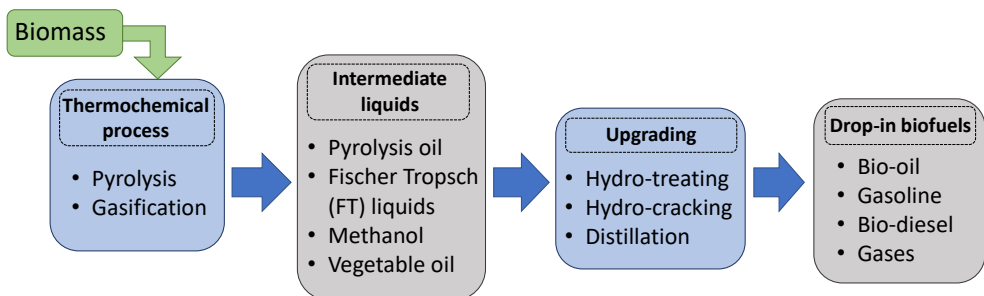 Biomass
Thermochemical
process
• Pyrolysis
• Gasification
Intermediate
liquids
• Pyrolysis oil
• Fischer Tropsch
(FT) liquids
• Methanol
• Vegetable oil
Upgrading
• Hydro-treating
• Hydro-cracking
• Distillation
Drop-in biofuels
• Bio-oil
• Gasoline
• Bio-diesel
• Gases